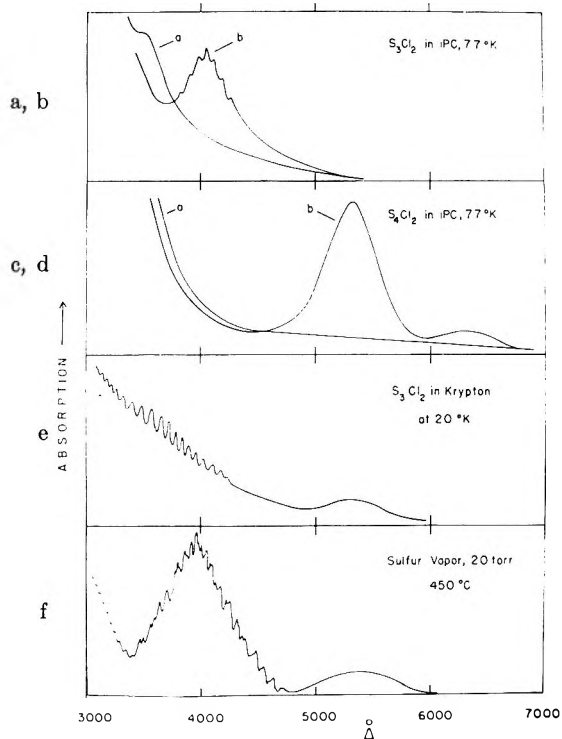 a
b
S₃Cl₂ in iPC, 77°K
a, b
a
b
S₄Cl₂ in iPC, 77°K
c, d
ABSORPTION
S₃Cl₂ in Krypton
at 20 °K
e
Sulfur Vapor, 20 torr
450 °C
f
3000 4000 5000 6000 7000
Å